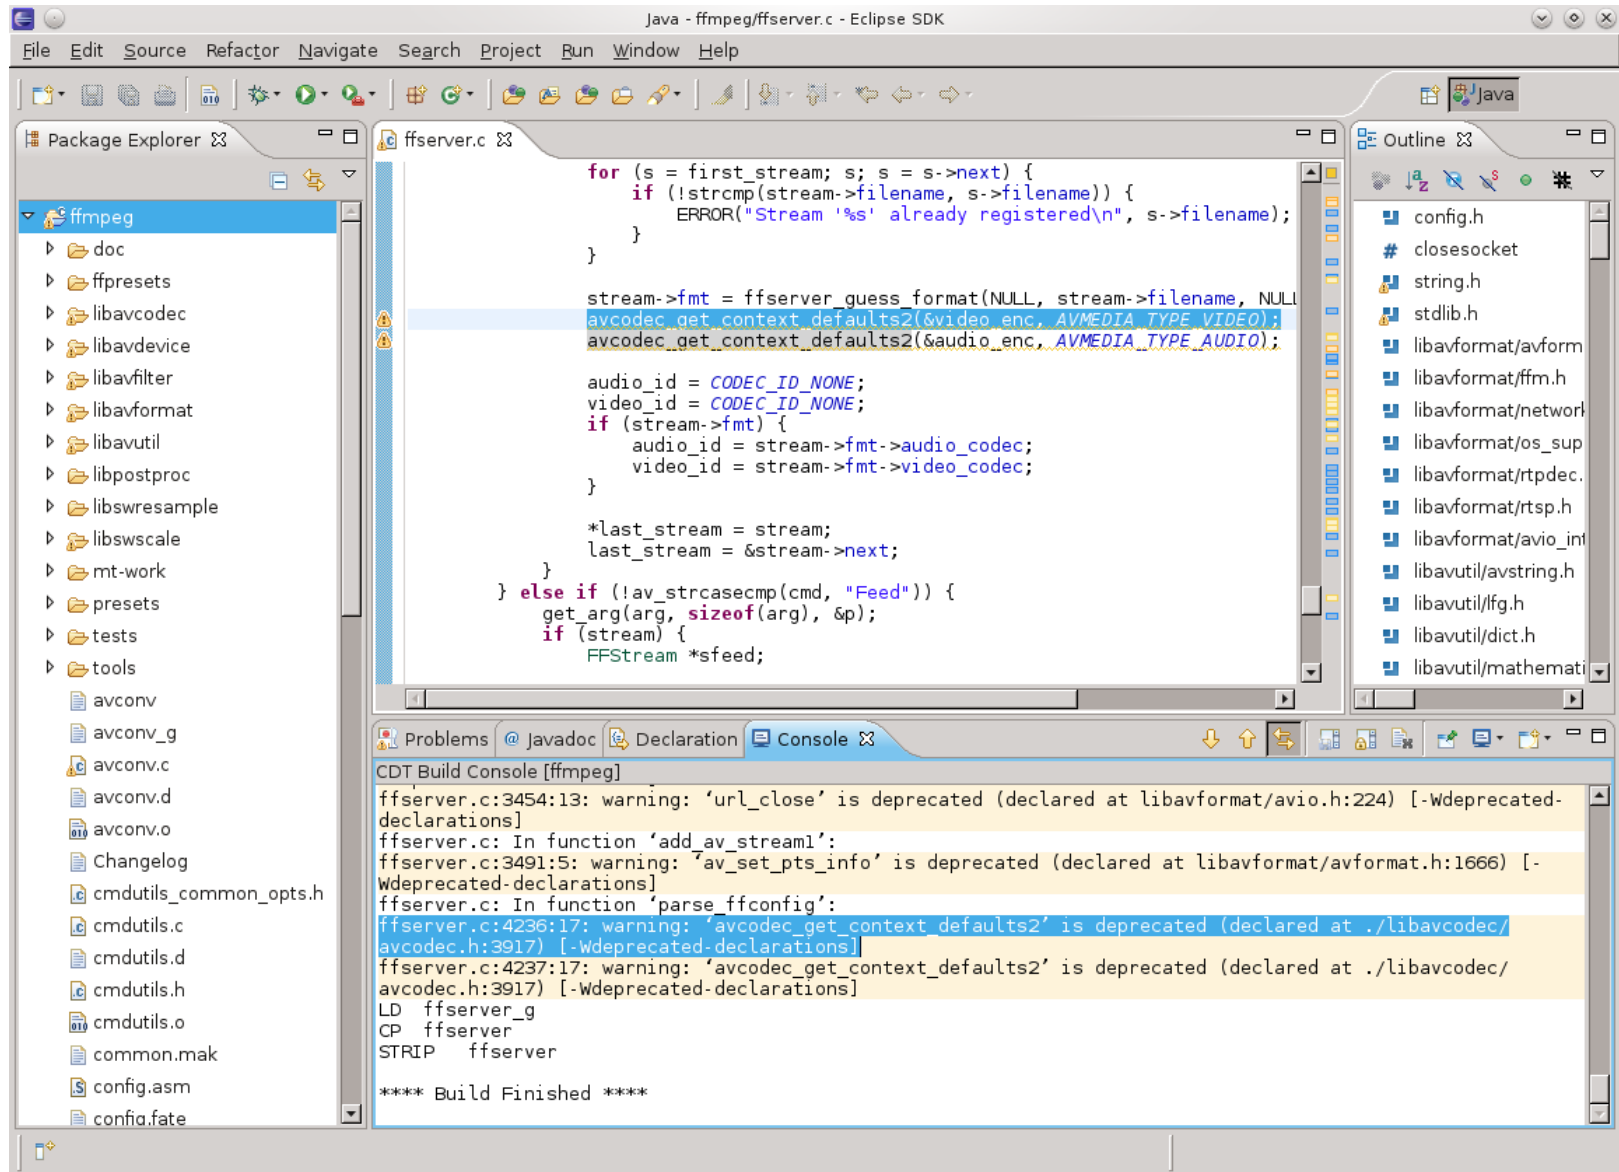 Java - ffmpeg/ffserver.c - Eclipse SDK
File Edit Source Refactor Navigate Search Project Run Window Help
Java
Package Explorer
ffmpeg
doc
ffpresets
libavcodec
libavdevice
libavfilter
libavformat
libavutil
libpostproc
libswresample
libswscale
mt-work
presets
tests
tools
avconv
avconv_g
avconv.c
avconv.d
avconv.o
Changelog
cmdutils_common_opts.h
cmdutils.c
cmdutils.d
cmdutils.h
cmdutils.o
common.mak
config.asm
config.fate
ffserver.c
for (s = first_stream; s; s = s->next) {
if (!strcmp(stream->filename, s->filename)) {
ERROR("Stream '%s' already registered\n", s->filename);
}
}
stream->fmt = ffserver_guess_format(NULL, stream->filename, NULL
avcodec_get_context_defaults2(&video_enc, AVMEDIA_TYPE_VIDEO);
avcodec_get_context_defaults2(&audio_enc, AVMEDIA_TYPE_AUDIO);
audio_id = CODEC_ID_NONE;
video_id = CODEC_ID_NONE;
if (stream->fmt) {
audio_id = stream->fmt->audio_codec;
video_id = stream->fmt->video_codec;
}
*last_stream = stream;
last_stream = &stream->next;
}
} else if (!av_strcasecmp(cmd, "Feed")) {
get_arg(arg, sizeof(arg), &p);
if (stream) {
FFStream *sfeed;
Outline
config.h
closesocket
string.h
stdlib.h
libavformat/avform
libavformat/ffm.h
libavformat/network
libavformat/os_sup
libavformat/rtpdec.
libavformat/rtsp.h
libavformat/avio_int
libavutil/avstring.h
libavutil/lfg.h
libavutil/dict.h
libavutil/mathemati
Problems Javadoc Declaration Console
CDT Build Console [ffmpeg]
ffserver.c:3454:13: warning: ‘url_close’ is deprecated (declared at libavformat/avio.h:224) [-Wdeprecated-
declarations]
ffserver.c: In function ‘add_av_stream1’:
ffserver.c:3491:5: warning: ‘av_set_pts_info’ is deprecated (declared at libavformat/avformat.h:1666) [-
Wdeprecated-declarations]
ffserver.c: In function ‘parse_ffconfig’:
ffserver.c:4236:17: warning: ‘avcodec_get_context_defaults2’ is deprecated (declared at ./libavcodec/
avcodec.h:3917) [-Wdeprecated-declarations]
ffserver.c:4237:17: warning: ‘avcodec_get_context_defaults2’ is deprecated (declared at ./libavcodec/
avcodec.h:3917) [-Wdeprecated-declarations]
LD ffserver_g
CP ffserver
STRIP ffserver
**** Build Finished ****